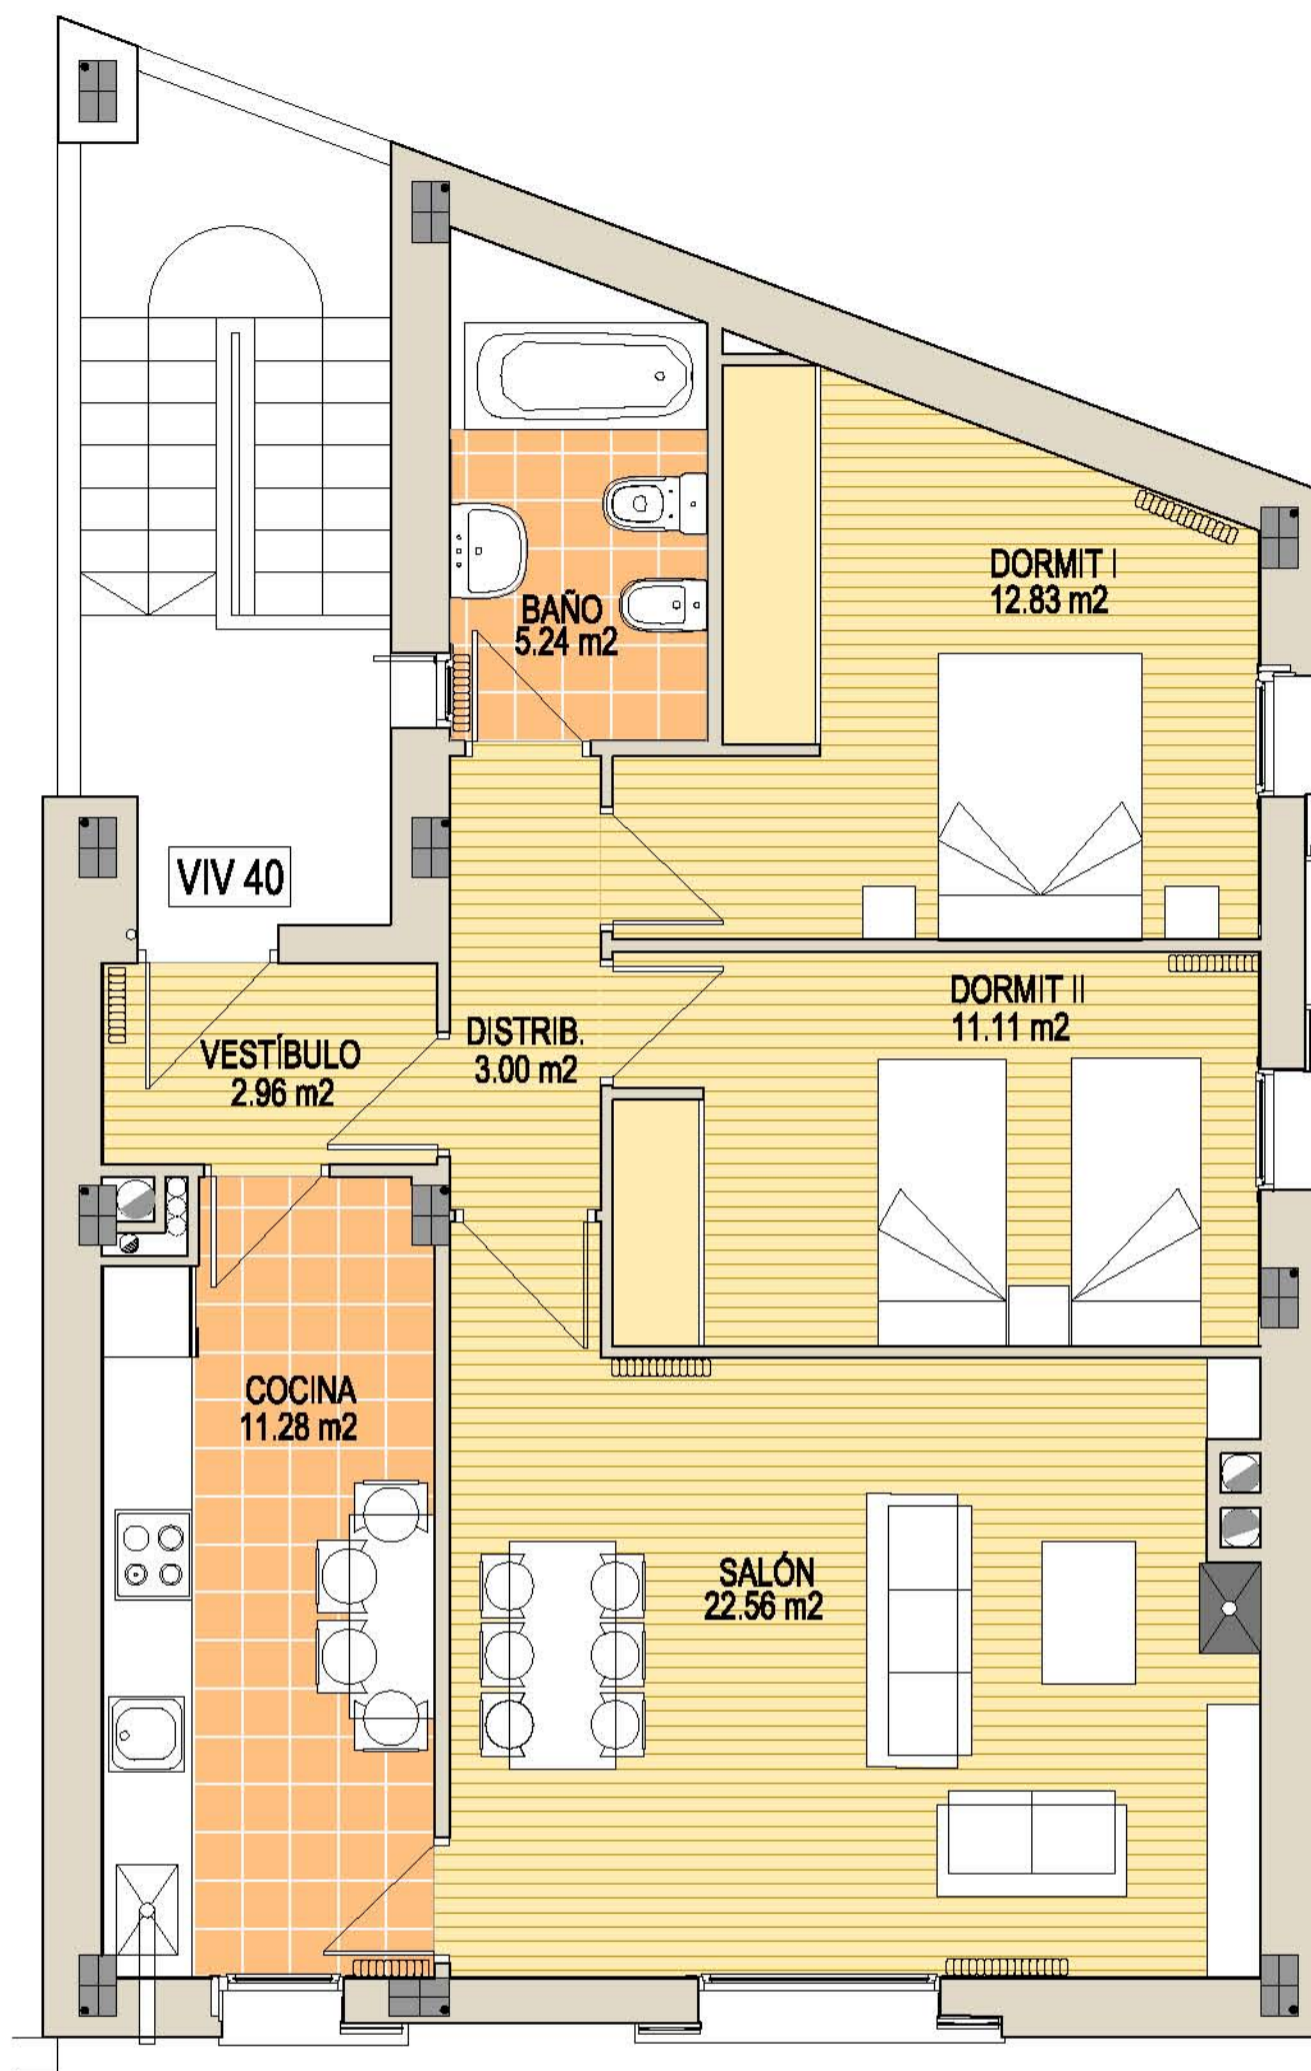 DORMIT I
12.83 m2
BAÑO
5.24 m2
VIV 40
DORMIT II
11.11 m2
DISTRIB.
3.00 m2
VESTÍBULO
2.96 m2
COCINA
11.28 m2
SALÓN
22.56 m2